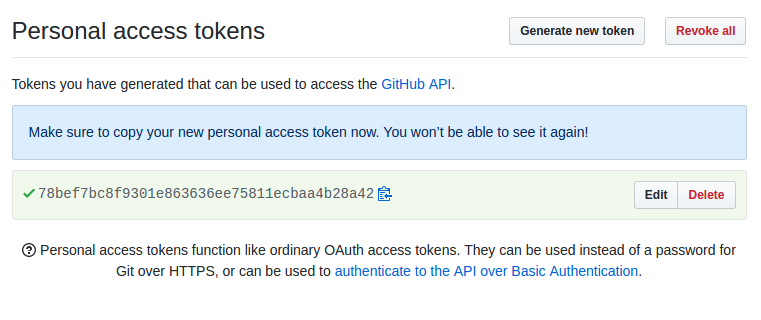 Personal access tokens
Generate new token
Revoke all
Tokens you have generated that can be used to access the GitHub API.
Make sure to copy your new personal access token now. You won’t be able to see it again!
78bef7bc8f9301e863636ee75811ecbaa4b28a42
Edit
Delete
Personal access tokens function like ordinary OAuth access tokens. They can be used instead of a password for
Git over HTTPS, or can be used to authenticate to the API over Basic Authentication.